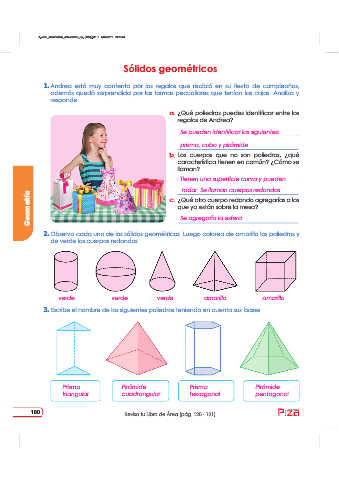 Sólidos geométricos
1. Andrea está muy contenta por los regalos que recibió en su fiesta de cumpleaños,
además quedó sorprendida por las formas peculiares que tenían las cajas. Analiza y
responde
a. ¿Qué poliedros puedes identificar entre los
regalos de Andrea?
Se pueden identificar los siguientes:
prisma, cubo y pirámide
b. Los cuerpos que no son poliedros, ¿qué
característica tienen en común? ¿Cómo se
llaman?
Tienen una superficie curva y pueden
rodar. Se llaman cuerpos redondos
c. ¿Qué otro cuerpo redondo agregarías a los
que ya están sobre la mesa?
Se agregaría la esfera
Geometría
2. Observa cada uno de los sólidos geométricos. Luego colorea de amarillo los poliedros y
de verde los cuerpos redondos
verde verde verde amarillo amarillo
3. Escribe el nombre de los siguientes poliedros teniendo en cuenta sus bases
Prisma Pirámide Prisma Pirámide
triangular cuadrangular hexagonal pentagonal
180
Revisa tu Libro de Área (pág. 130 - 131)